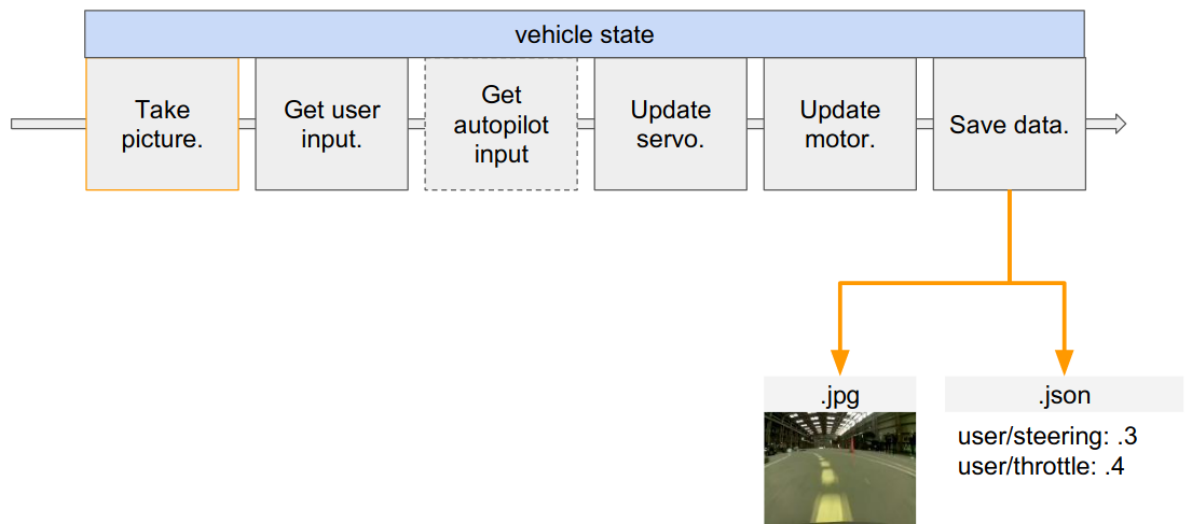 vehicle state
Take
picture.
Get user
input.
Get
autopilot
input
Update
servo.
Update
motor.
Save data.
.jpg
.json
user/steering: .3
user/throttle: .4